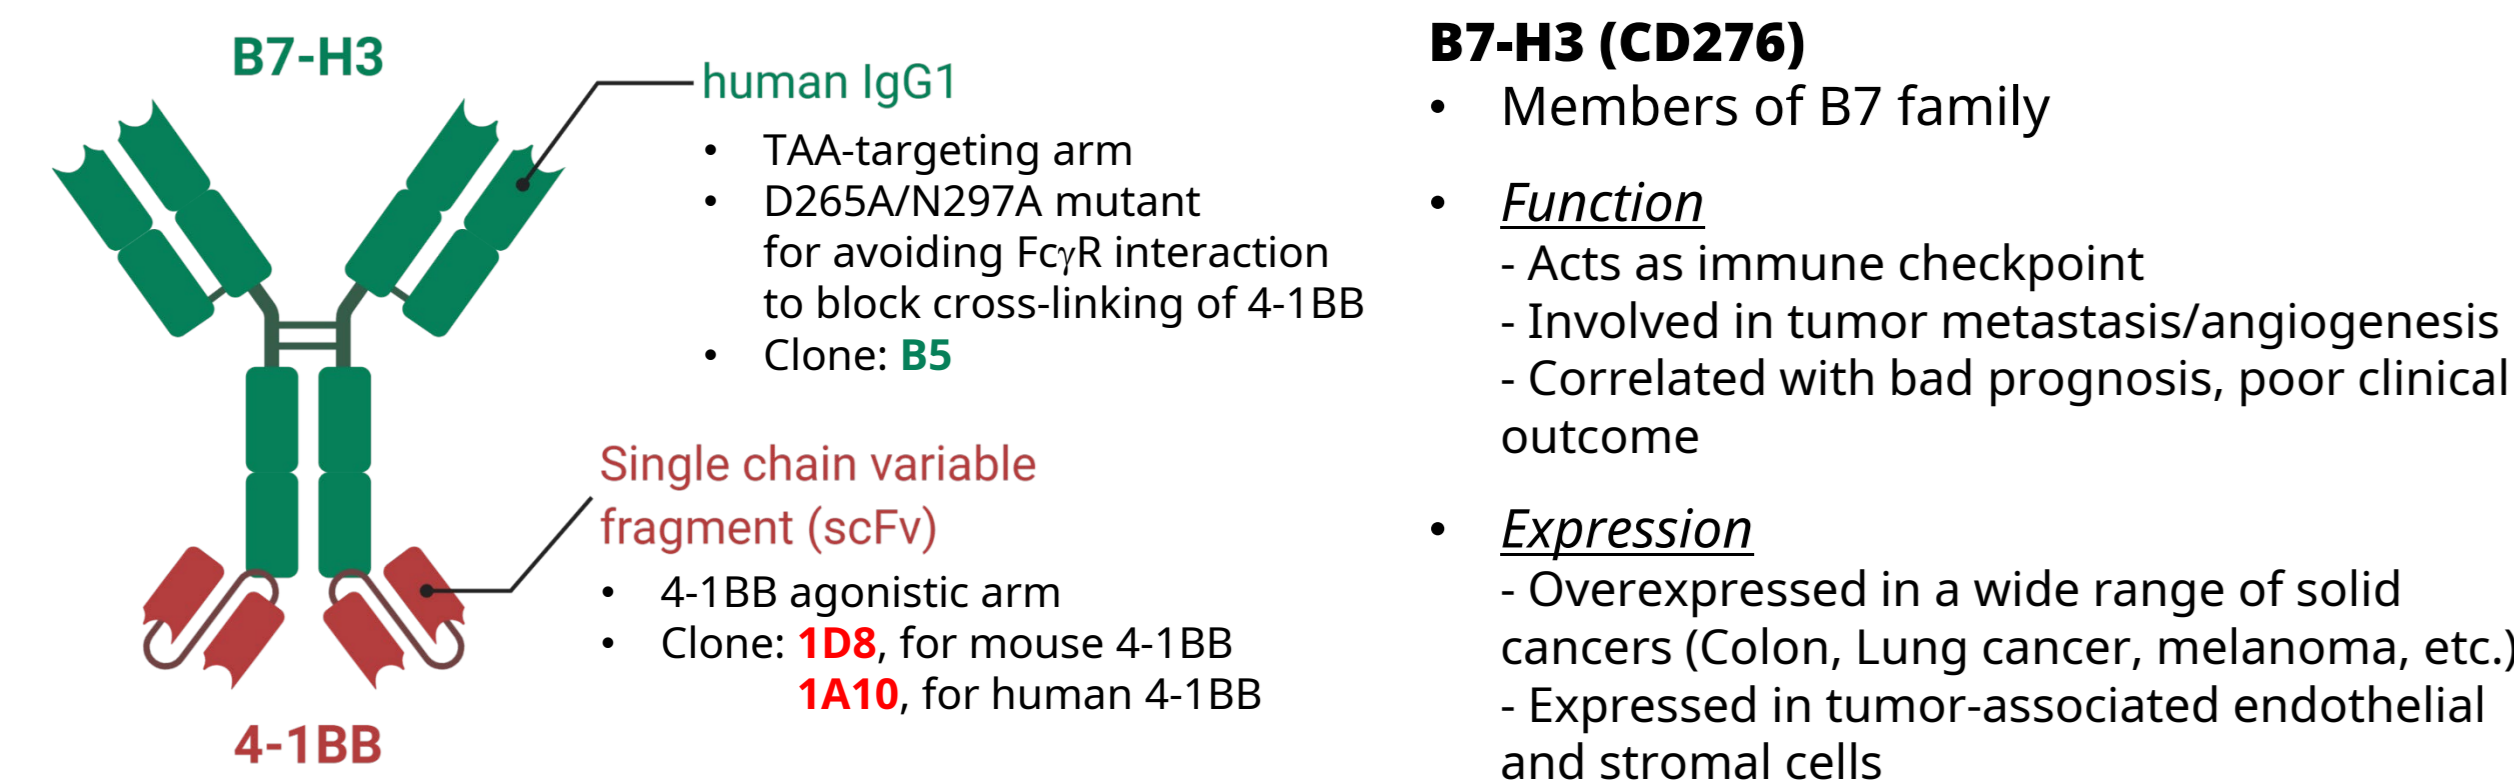 B7-H3
human IgG1
• TAA-targeting arm
• D265A/N297A mutant
for avoiding FcγR interaction
to block cross-linking of 4-1BB
• Clone: B5
Single chain variable
fragment (scFv)
• 4-1BB agonistic arm
• Clone: 1D8, for mouse 4-1BB
1A10, for human 4-1BB
4-1BB
B7-H3 (CD276)
• Members of B7 family
• Function
- Acts as immune checkpoint
- Involved in tumor metastasis/angiogenesis
- Correlated with bad prognosis, poor clinical
outcome
• Expression
- Overexpressed in a wide range of solid
cancers (Colon, Lung cancer, melanoma, etc.)
- Expressed in tumor-associated endothelial
and stromal cells